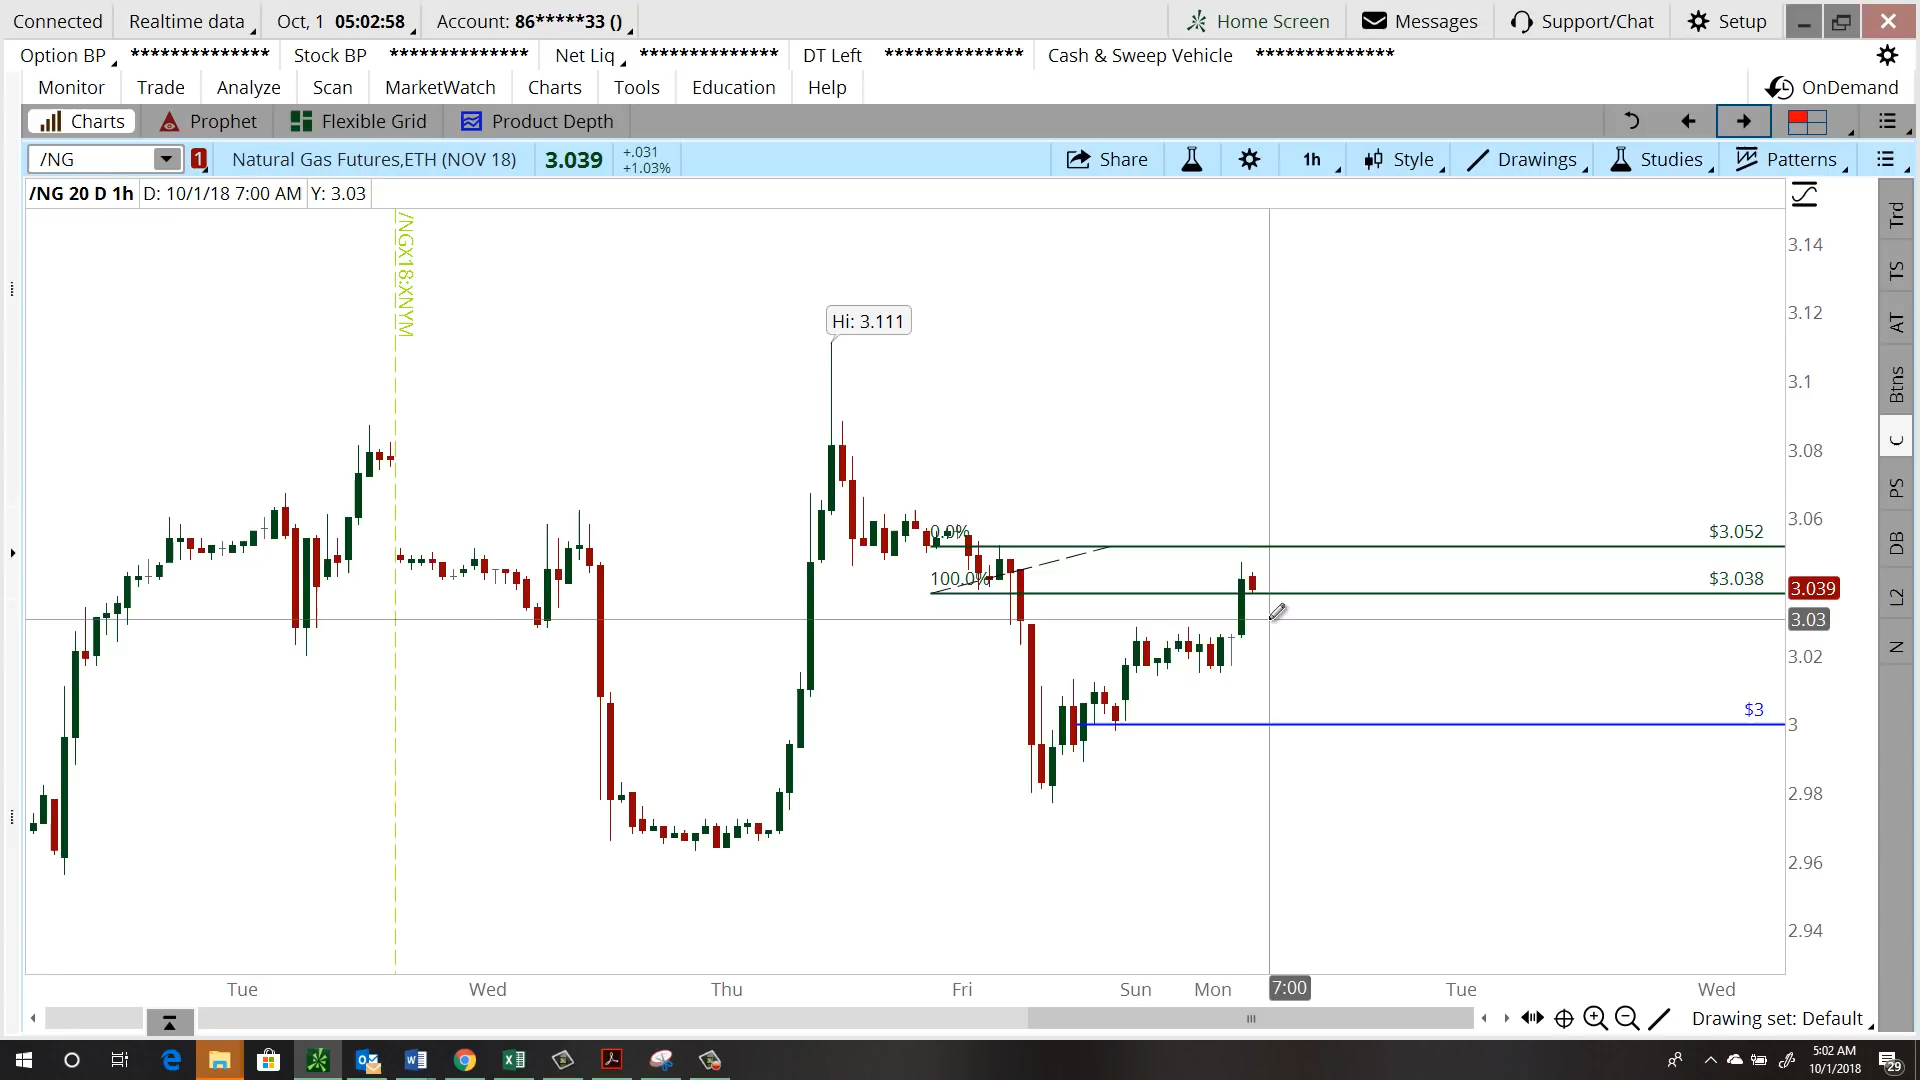 Connected Realtime data Oct, 1 05:02:58 Account: 86*****33 () Home Screen Messages Support/Chat Setup
Option BP ************** Stock BP ************** Net Liq ************** DT Left ************** Cash & Sweep Vehicle **************
Monitor Trade Analyze Scan MarketWatch Charts Tools Education Help OnDemand
Charts Prophet Flexible Grid Product Depth
/NG 1 Natural Gas Futures,ETH (NOV 18) 3.039 +.031 +1.03% Share 1h Style Drawings Studies Patterns
/NG 20 D 1h D: 10/1/18 7:00 AM Y: 3.03
/NGX18:XNYM
Hi: 3.111
0.0% $3.052
100.0% $3.038
$3
3.14
3.12
3.1
3.08
3.06
3.039
3.03
3.02
3
2.98
2.96
2.94
Trd
TS
AT
Btns
C
PS
DB
L2
N
Tue Wed Thu Fri Sun Mon 7:00 Tue Wed
Drawing set: Default
5:02 AM
10/1/2018
29